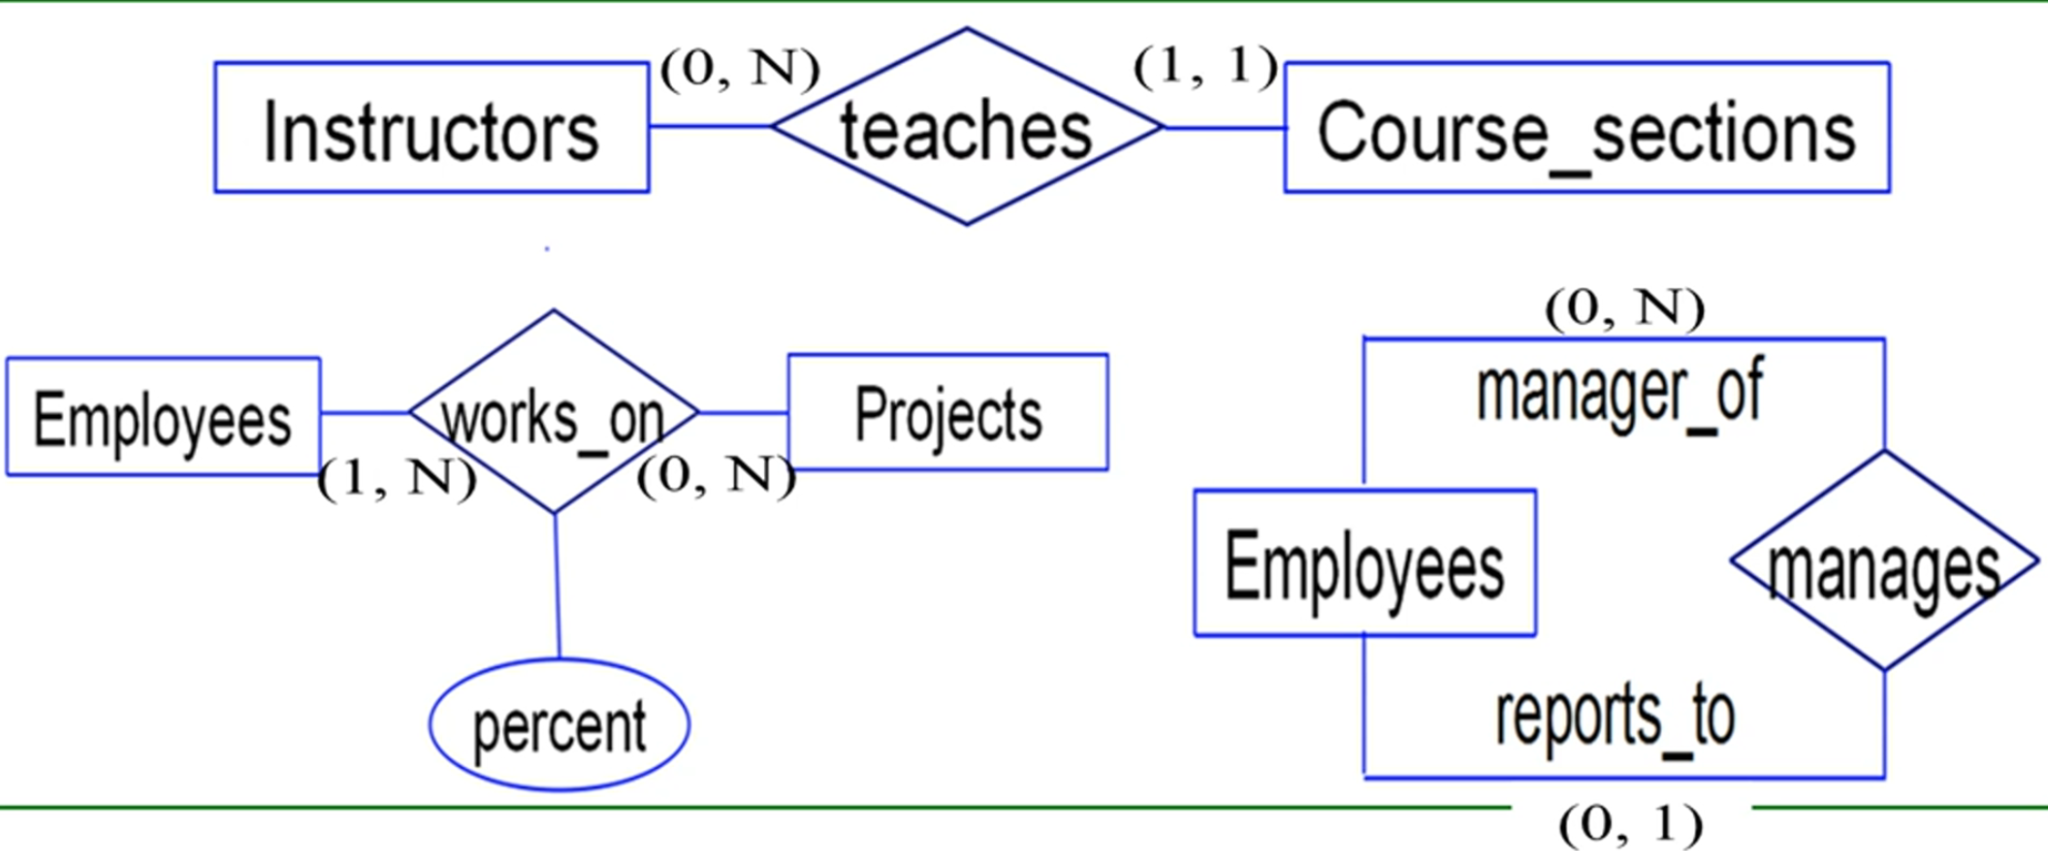 (0, N) (1, 1)
Instructors teaches Course_sections
(0, N)
manager_of
Employees works_on Projects
(1, N) (0, N)
Employees manages
percent reports_to
(0, 1)